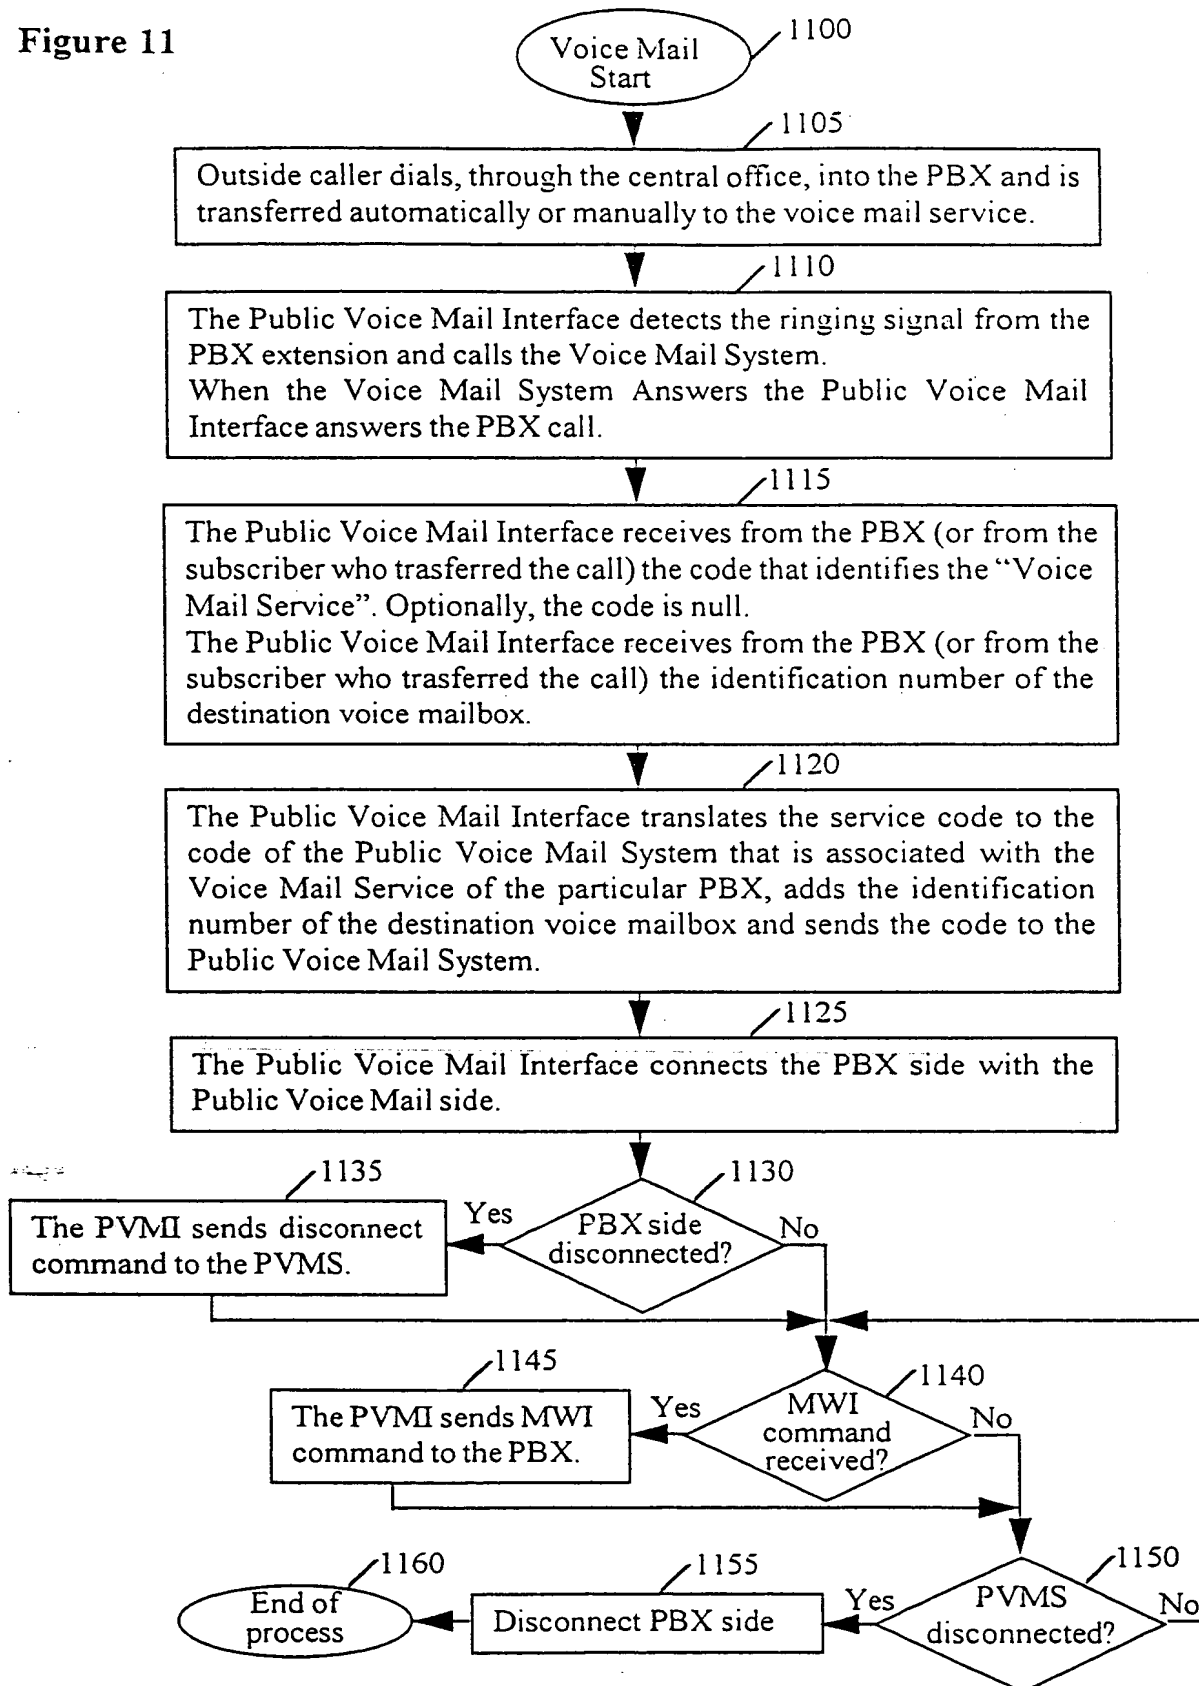 Figure 11
Voice Mail
Start
1100
1105
Outside caller dials, through the central office, into the PBX and is
transferred automatically or manually to the voice mail service.
1110
The Public Voice Mail Interface detects the ringing signal from the
PBX extension and calls the Voice Mail System.
When the Voice Mail System Answers the Public Voice Mail
Interface answers the PBX call.
1115
The Public Voice Mail Interface receives from the PBX (or from the
subscriber who trasferred the call) the code that identifies the “Voice
Mail Service”. Optionally, the code is null.
The Public Voice Mail Interface receives from the PBX (or from the
subscriber who trasferred the call) the identification number of the
destination voice mailbox.
1120
The Public Voice Mail Interface translates the service code to the
code of the Public Voice Mail System that is associated with the
Voice Mail Service of the particular PBX, adds the identification
number of the destination voice mailbox and sends the code to the
Public Voice Mail System.
1125
The Public Voice Mail Interface connects the PBX side with the
Public Voice Mail side.
1135
The PVMI sends disconnect
command to the PVMS.
Yes
1130
PBX side
disconnected?
No
1145
The PVMI sends MWI
command to the PBX.
Yes
1140
MWI
command
received?
No
1160
End of
process
1155
Disconnect PBX side
Yes
1150
PVMS
disconnected?
No